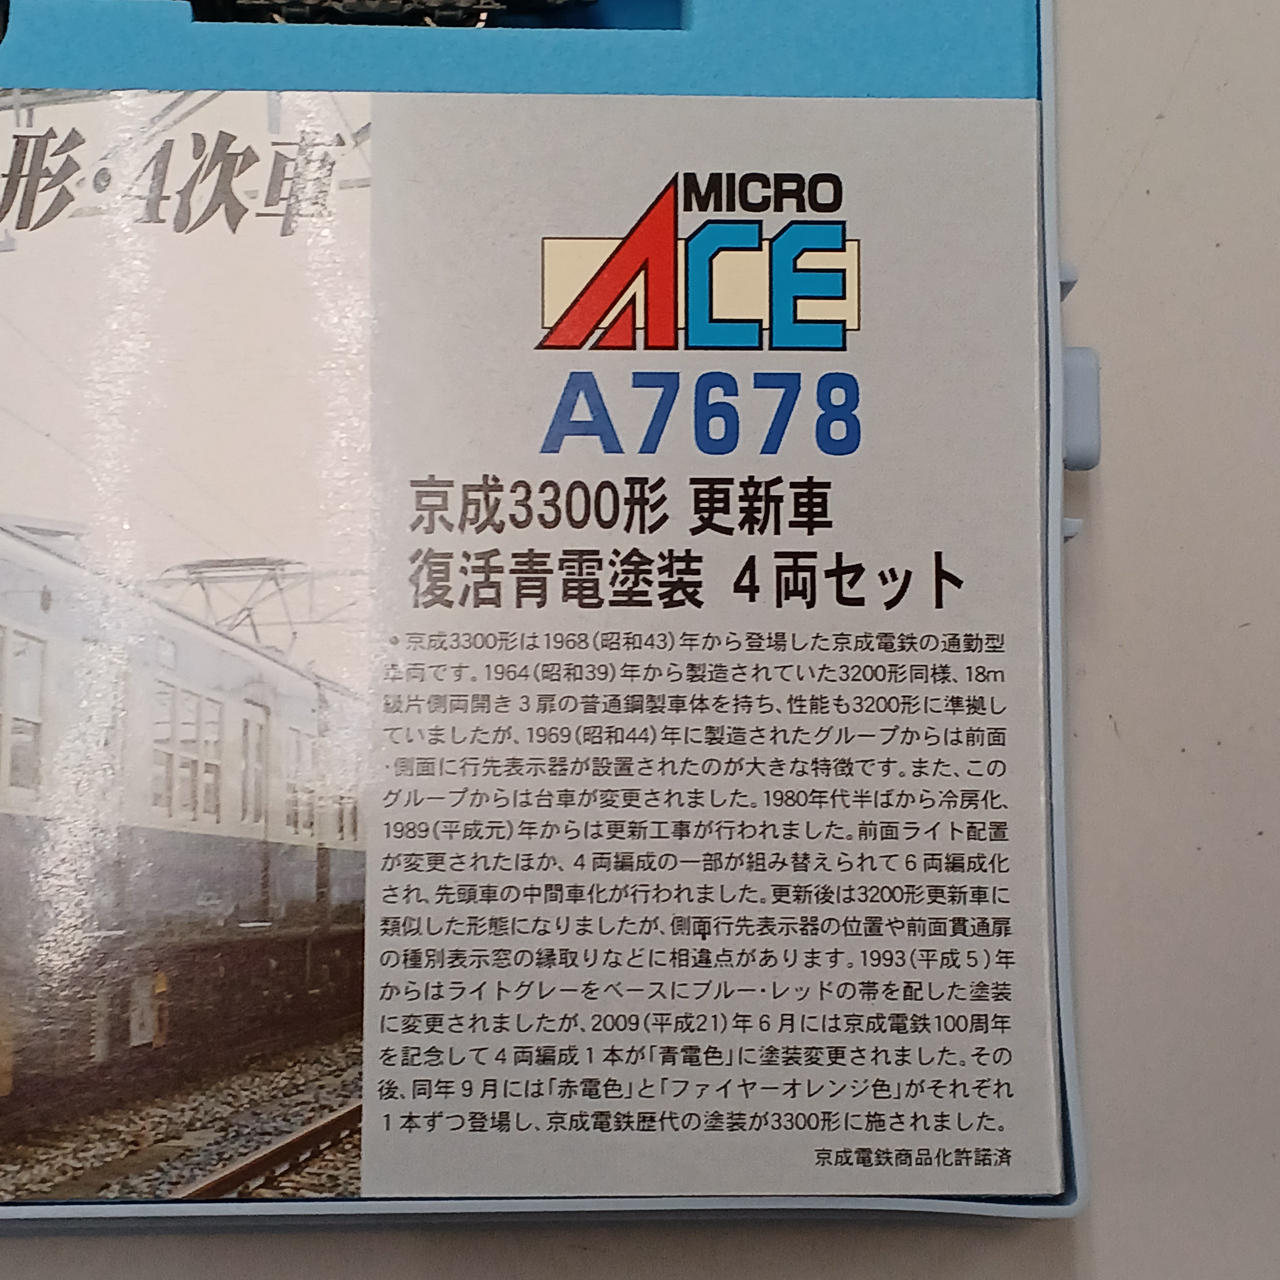 形・4次車
MICRO
ACE
A7678
京成3300形 更新車
復活青電塗装 4両セット
●京成3300形は1968(昭和43)年から登場した京成電鉄の通勤型
車両です。1964(昭和39)年から製造されていた3200形同様、18m
級片側両開き3扉の普通鋼製車体を持ち、性能も3200形に準拠し
ていましたが、1969(昭和44)年に製造されたグループからは前面
・側面に行先表示器が設置されたのが大きな特徴です。また、この
グループからは台車が変更されました。1980年代半ばから冷房化、
1989(平成元)年からは更新工事が行われました。前面ライト配置
が変更されたほか、4両編成の一部が組み替えられて6両編成化
され、先頭車の中間車化が行われました。更新後は3200形更新車に
類似した形態になりましたが、側面行先表示器の位置や前面貫通扉
の種別表示窓の縁取りなどに相違点があります。1993(平成5)年
からはライトグレーをベースにブルー・レッドの帯を配した塗装
に変更されましたが、2009(平成21)年6月には京成電鉄100周年
を記念して4両編成1本が「青電色」に塗装変更されました。その
後、同年9月には「赤電色」と「ファイヤーオレンジ色」がそれぞれ
1本ずつ登場し、京成電鉄歴代の塗装が3300形に施されました。
京成電鉄商品化許諾済